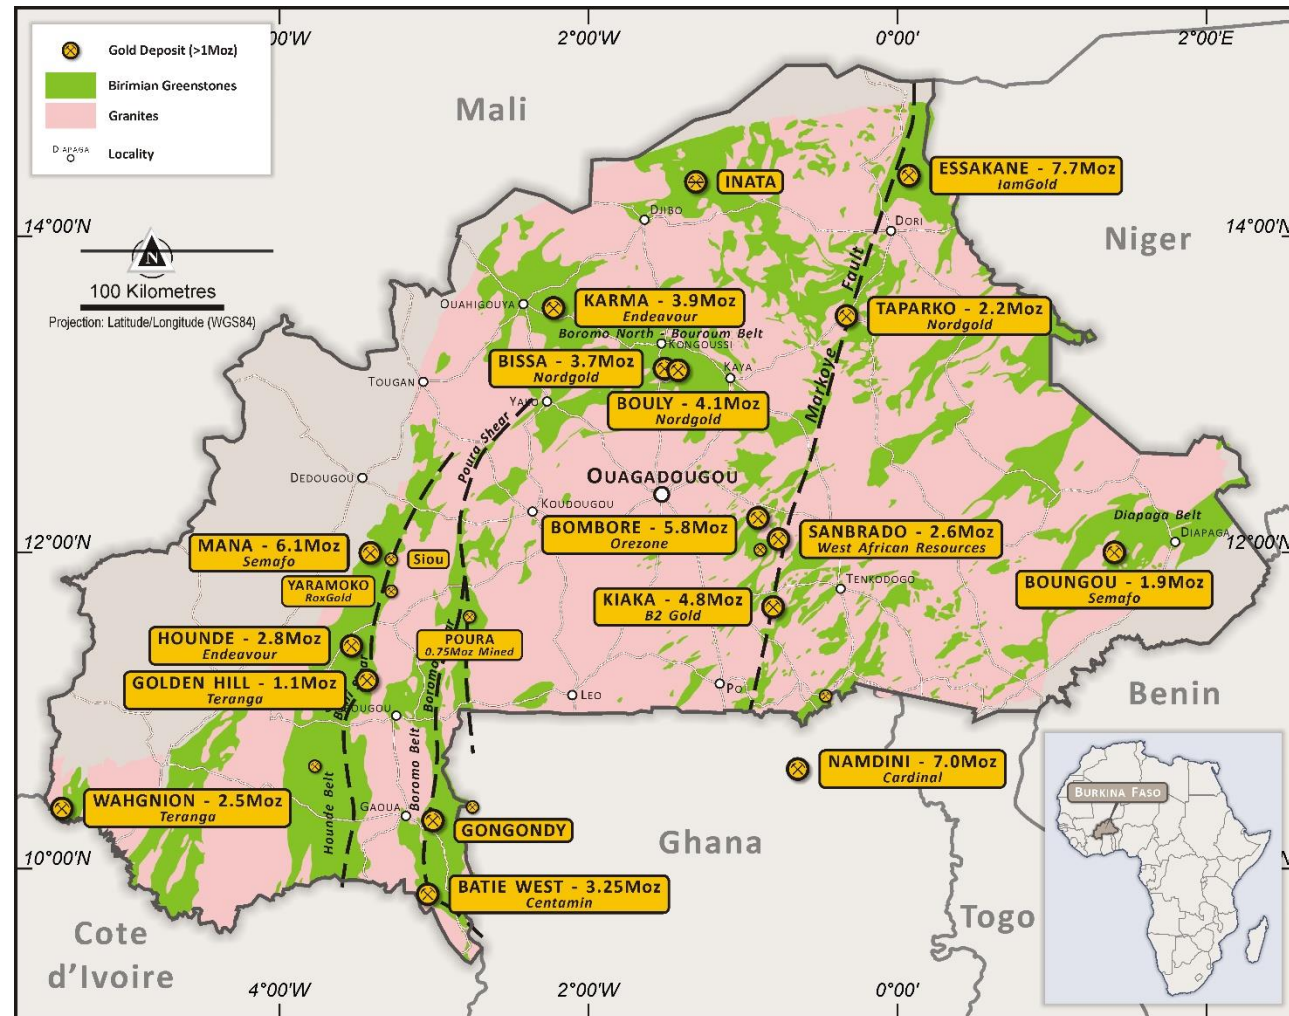 Gold Deposit (>1Moz)
Birimian Greenstones
Granites
DIAPAGA
Locality
2°00'W
0°00'
2°00'E
Mali
INATA
ESSAKANE - 7.7Moz
IamGold
DJIBO
DORI
14°00'N
14°00'N
Niger
N
100 Kilometres
Projection: Latitude/Longitude (WGS84)
OUAHIGOUYA
KARMA - 3.9Moz
Endeavour
Boromo North - Bouroum Belt
KONGOUSSI
Markoye Fault
TAPARKO - 2.2Moz
Nordgold
BISSA - 3.7Moz
Nordgold
KAYA
TOUGAN
YAKO
BOULY - 4.1Moz
Nordgold
Poura Shear
DEDOUGOU
OUAGADOUGOU
KOUDOUGOU
BOMBORE - 5.8Moz
Orezone
SANBRADO - 2.6Moz
West African Resources
Diapaga Belt
DIAPAGA
12°00'N
12°00'N
MANA - 6.1Moz
Semafo
Siou
YARAMOKO
RoxGold
BOUNGOU - 1.9Moz
Semafo
TENKODOGO
KIAKA - 4.8Moz
B2 Gold
HOUNDE - 2.8Moz
Endeavour
POURA
0.75Moz Mined
GOLDEN HILL - 1.1Moz
Teranga
Boromo
LEO
PO
Benin
NAMDINI - 7.0Moz
Cardinal
BURKINA FASO
WAHGNION - 2.5Moz
Teranga
Hounde Belt
Boromo Belt
GAOUA
GONGONDY
Ghana
10°00'N
BATIE WEST - 3.25Moz
Centamin
Togo
Cote
d'Ivoire
4°00'W
2°00'W
0°00'